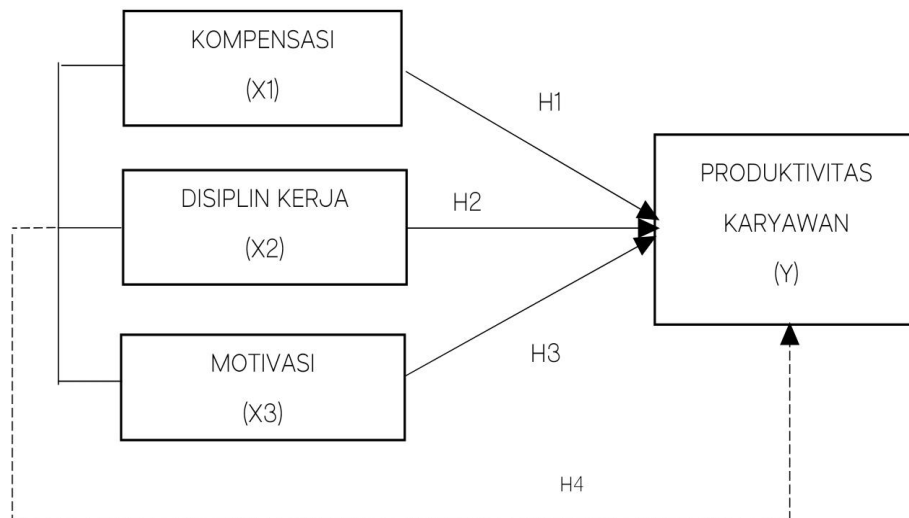 KOMPENSASI
(X1)
H1
DISIPLIN KERJA
(X2)
H2
PRODUKTIVITAS
KARYAWAN
(Y)
MOTIVASI
(X3)
H3
H4